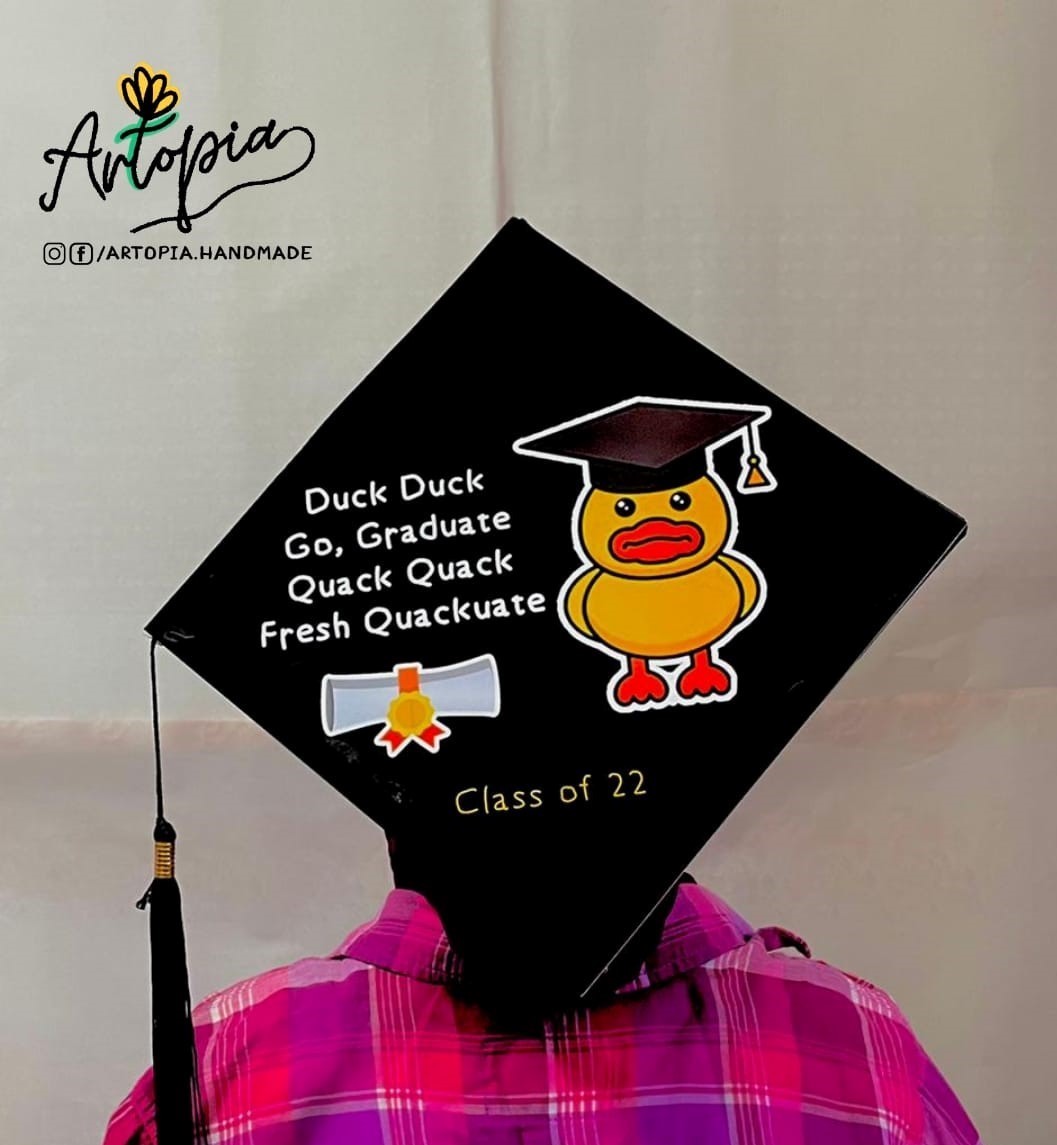 Artopia
/ARTOPIA.HANDMADE
Duck Duck
Go, Graduate
Quack Quack
Fresh Quackuate
Class of 22